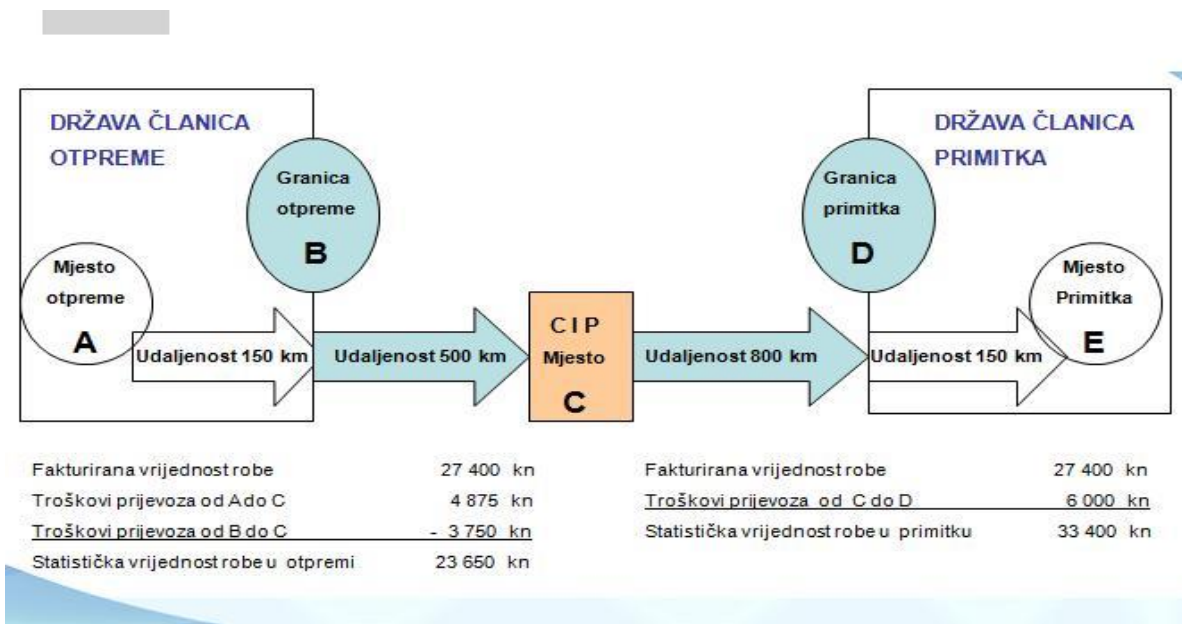 DRŽAVA ČLANICA
OTPREME
Granica
otpreme
B
Mjesto
otpreme
A
Udaljenost 150 km
Udaljenost 500 km
CIP
Mjesto
C
Udaljenost 800 km
DRŽAVA ČLANICA
PRIMITKA
Granica
primitka
D
Mjesto
Primitka
E
Udaljenost 150 km
Fakturirana vrijednost robe 27 400 kn
Troškovi prijevoza od A do C 4 875 kn
Troškovi prijevoza od B do C - 3 750 kn
Statistička vrijednost robe u otpremi 23 650 kn
Fakturirana vrijednost robe 27 400 kn
Troškovi prijevoza od C do D 6 000 kn
Statistička vrijednost robe u primitku 33 400 kn